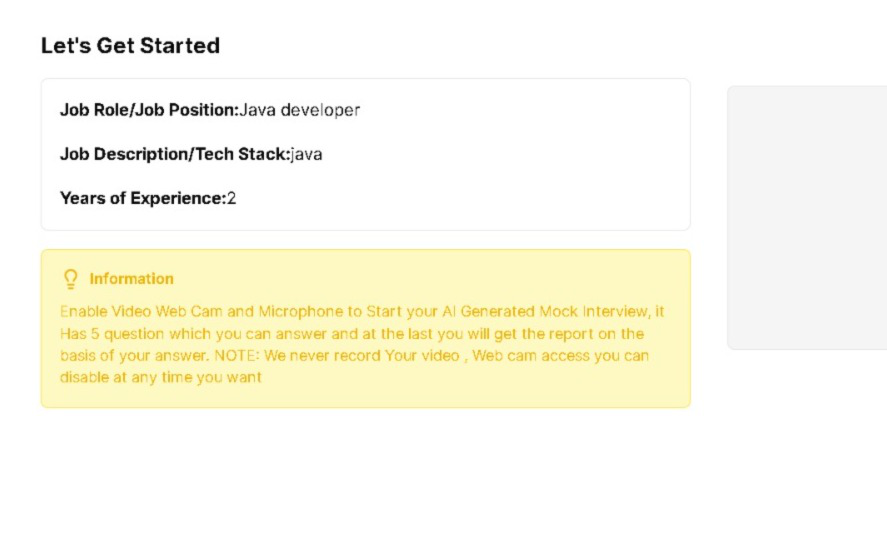 Let's Get Started
Job Role/Job Position:Java developer
Job Description/Tech Stack:java
Years of Experience:2
Information
Enable Video Web Cam and Microphone to Start your AI Generated Mock Interview, it
Has 5 question which you can answer and at the last you will get the report on the
basis of your answer. NOTE: We never record Your video , Web cam access you can
disable at any time you want